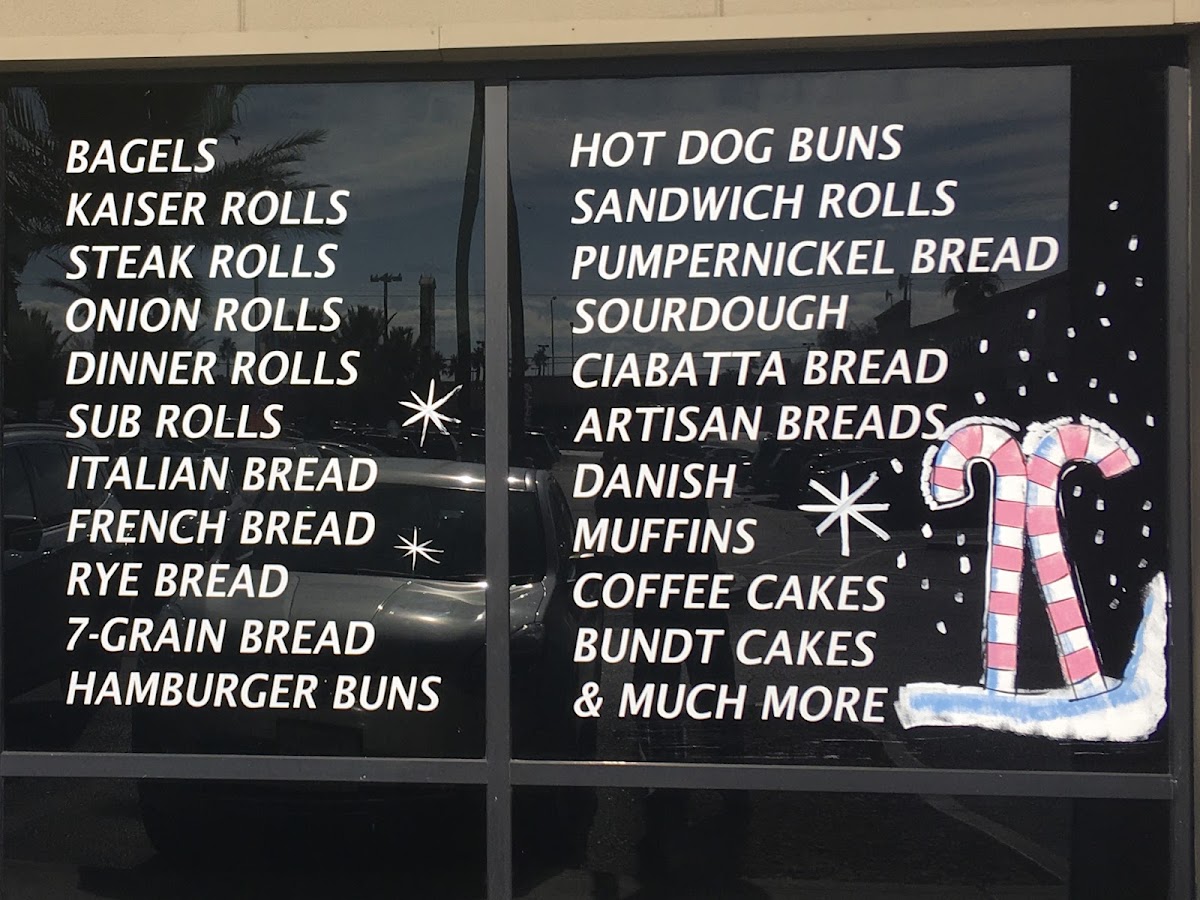 BAGELS
KAISER ROLLS
STEAK ROLLS
ONION ROLLS
DINNER ROLLS
SUB ROLLS
ITALIAN BREAD
FRENCH BREAD
RYE BREAD
7-GRAIN BREAD
HAMBURGER BUNS
HOT DOG BUNS
SANDWICH ROLLS
PUMPERNICKEL BREAD
SOURDOUGH
CIABATTA BREAD
ARTISAN BREADS
DANISH
MUFFINS
COFFEE CAKES
BUNDT CAKES
& MUCH MORE